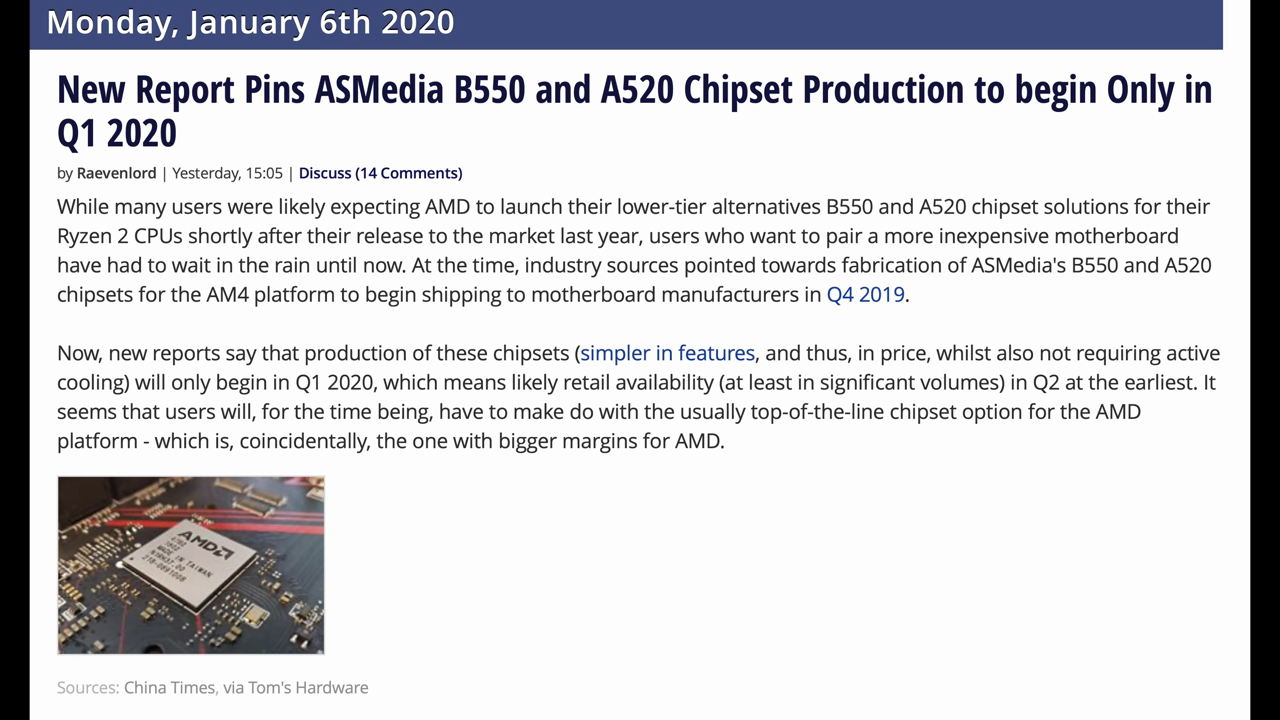 Monday, January 6th 2020
New Report Pins ASMedia B550 and A520 Chipset Production to begin Only in
Q1 2020
by Raevenlord | Yesterday, 15:05 | Discuss (14 Comments)
While many users were likely expecting AMD to launch their lower-tier alternatives B550 and A520 chipset solutions for their
Ryzen 2 CPUs shortly after their release to the market last year, users who want to pair a more inexpensive motherboard
have had to wait in the rain until now. At the time, industry sources pointed towards fabrication of ASMedia's B550 and A520
chipsets for the AM4 platform to begin shipping to motherboard manufacturers in Q4 2019.
Now, new reports say that production of these chipsets (simpler in features, and thus, in price, whilst also not requiring active
cooling) will only begin in Q1 2020, which means likely retail availability (at least in significant volumes) in Q2 at the earliest. It
seems that users will, for the time being, have to make do with the usually top-of-the-line chipset option for the AMD
platform - which is, coincidentally, the one with bigger margins for AMD.
AMD
MADE IN TAIWAN
218-0891008
Sources: China Times, via Tom's Hardware